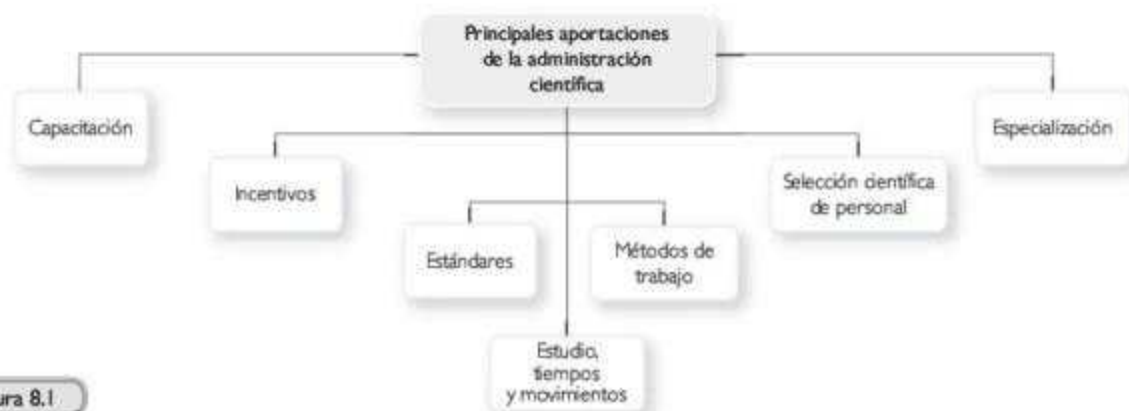 Principales aportaciones
de la administración
científica
Capacitación
Especialización
Incentivos
Selección científica
de personal
Estándares
Métodos de
trabajo
Estudio,
tiempos
y movimientos
ura 8.1